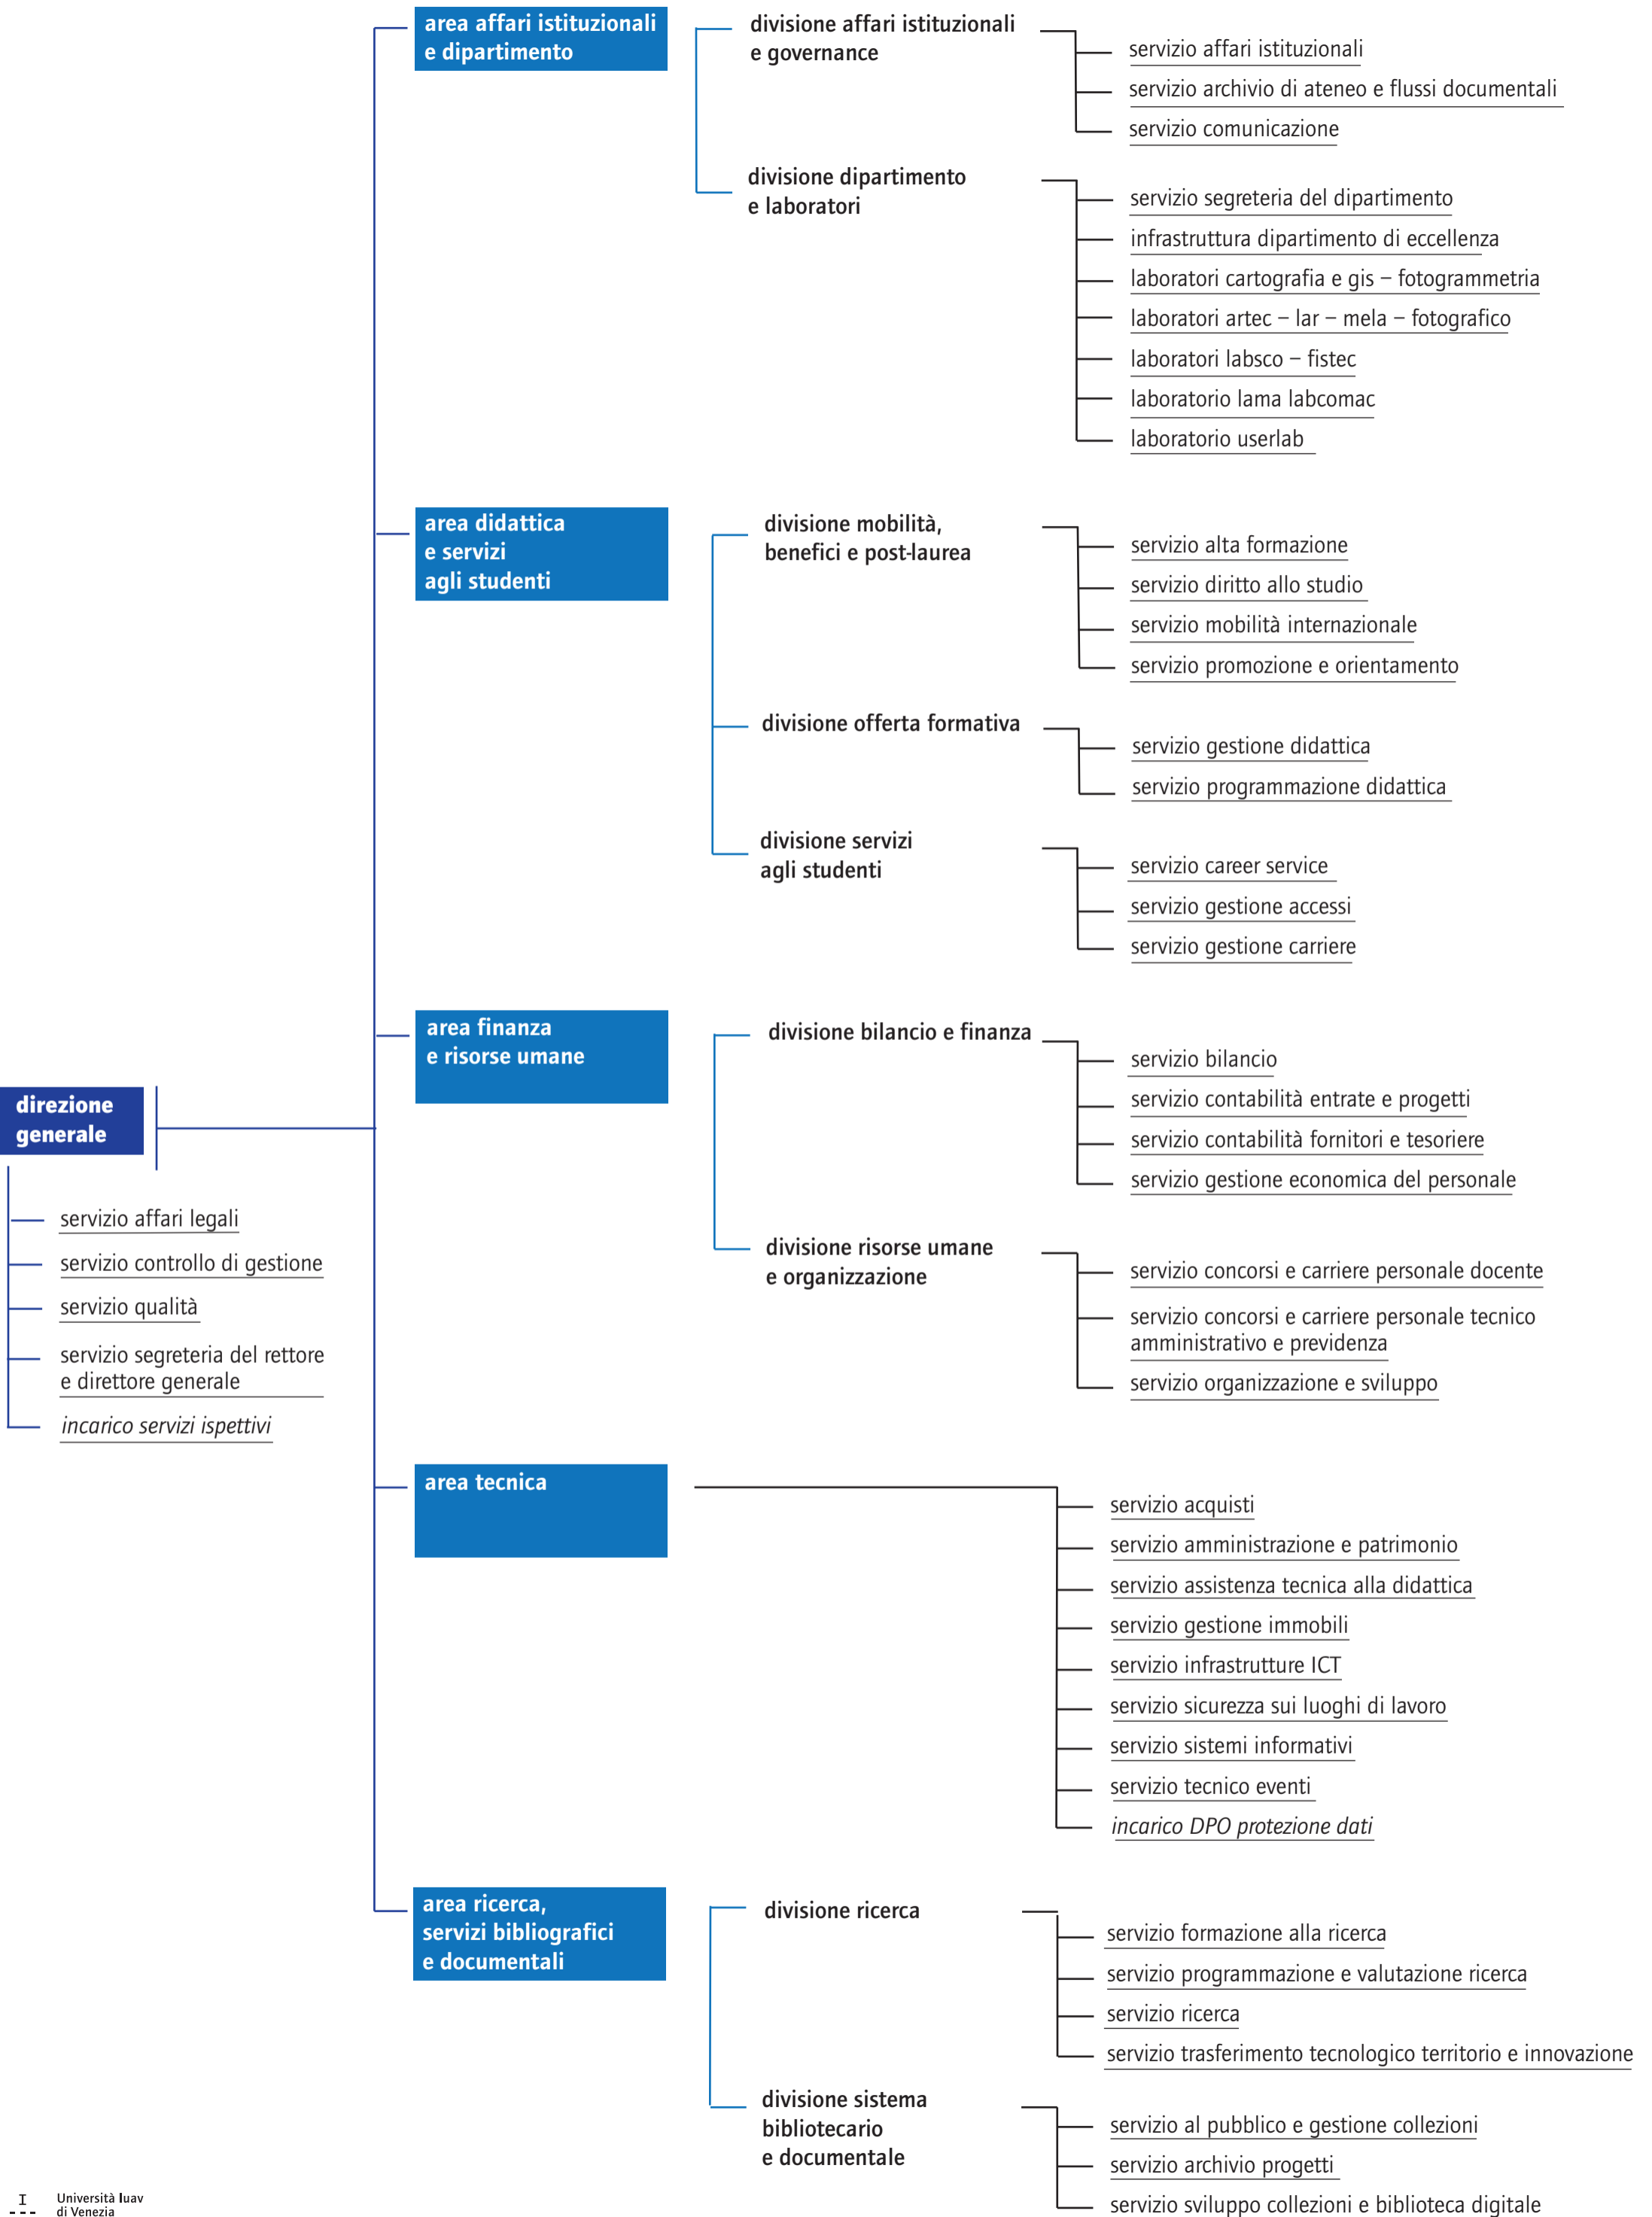 area affari istituzionali
e dipartimento
divisione affari istituzionali
e governance
servizio affari istituzionali
servizio archivio di ateneo e flussi documentali
servizio comunicazione
divisione dipartimento
e laboratori
servizio segreteria del dipartimento
infrastruttura dipartimento di eccellenza
laboratori cartografia e gis – fotogrammetria
laboratori artec – lar – mela – fotografico
laboratori labsco – fistec
laboratorio lama labcomac
laboratorio userlab
area didattica
e servizi
agli studenti
divisione mobilità,
benefici e post-laurea
servizio alta formazione
servizio diritto allo studio
servizio mobilità internazionale
servizio promozione e orientamento
divisione offerta formativa
servizio gestione didattica
servizio programmazione didattica
divisione servizi
agli studenti
servizio career service
servizio gestione accessi
servizio gestione carriere
area finanza
e risorse umane
divisione bilancio e finanza
servizio bilancio
servizio contabilità entrate e progetti
servizio contabilità fornitori e tesoriere
servizio gestione economica del personale
divisione risorse umane
e organizzazione
servizio concorsi e carriere personale docente
servizio concorsi e carriere personale tecnico
amministrativo e previdenza
servizio organizzazione e sviluppo
direzione
generale
servizio affari legali
servizio controllo di gestione
servizio qualità
servizio segreteria del rettore
e direttore generale
incarico servizi ispettivi
area tecnica
servizio acquisti
servizio amministrazione e patrimonio
servizio assistenza tecnica alla didattica
servizio gestione immobili
servizio infrastrutture ICT
servizio sicurezza sui luoghi di lavoro
servizio sistemi informativi
servizio tecnico eventi
incarico DPO protezione dati
area ricerca,
servizi bibliografici
e documentali
divisione ricerca
servizio formazione alla ricerca
servizio programmazione e valutazione ricerca
servizio ricerca
servizio trasferimento tecnologico territorio e innovazione
divisione sistema
bibliotecario
e documentale
servizio al pubblico e gestione collezioni
servizio archivio progetti
servizio sviluppo collezioni e biblioteca digitale
I
---
Università Iuav
di Venezia